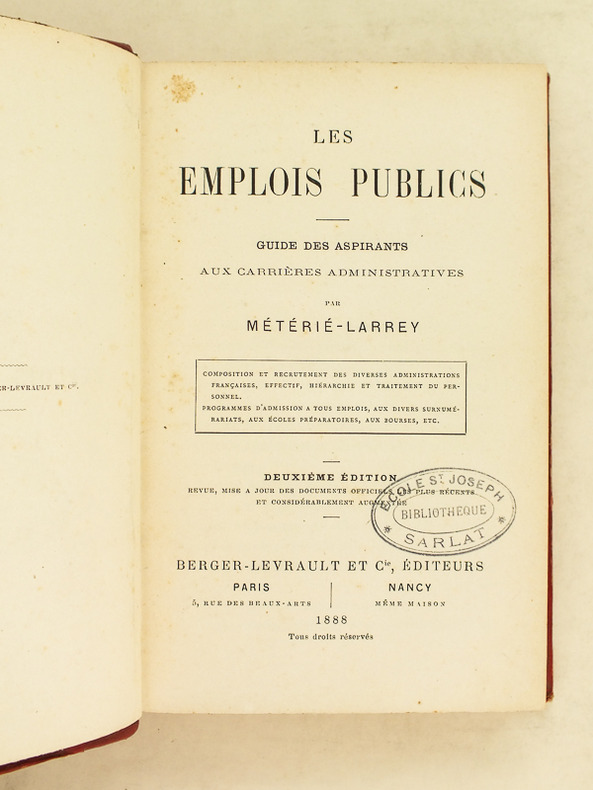 R-LEVRAULT ET Cie.
LES
EMPLOIS PUBLICS
GUIDE DES ASPIRANTS
AUX CARRIÈRES ADMINISTRATIVES
PAR
MÉTÉRIÉ-LARREY
COMPOSITION ET RECRUTEMENT DES DIVERSES ADMINISTRATIONS
FRANÇAISES, EFFECTIF, HIÉRARCHIE ET TRAITEMENT DU PER-
SONNEL.
PROGRAMMES D'ADMISSION A TOUS EMPLOIS, AUX DIVERS SURNUMÉ-
RARIATS, AUX ÉCOLES PRÉPARATOIRES, AUX BOURSES, ETC.
DEUXIÈME ÉDITION
REVUE, MISE A JOUR DES DOCUMENTS OFFICIELS LES PLUS RÉCENTS
ET CONSIDÉRABLEMENT AUGMENTÉE
ECOLE ST JOSEPH
BIBLIOTHEQUE
* SARLAT *
BERGER-LEVRAULT ET Cie, ÉDITEURS
PARIS
5, RUE DES BEAUX-ARTS
NANCY
MÊME MAISON
1888
Tous droits réservés